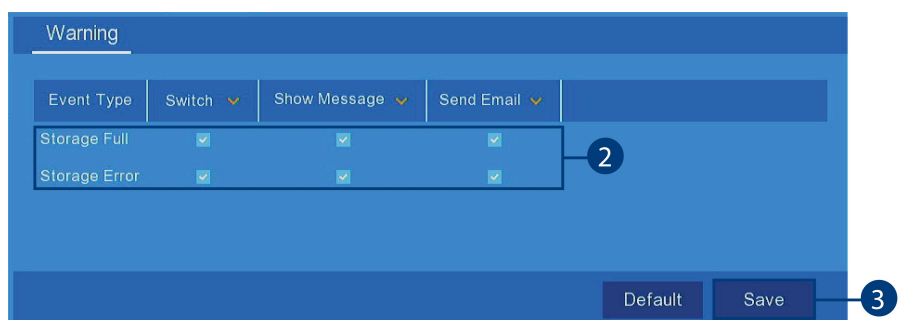 Warning
Event Type Switch Show Message Send Email
Storage Full
2
Storage Error
Default Save 3